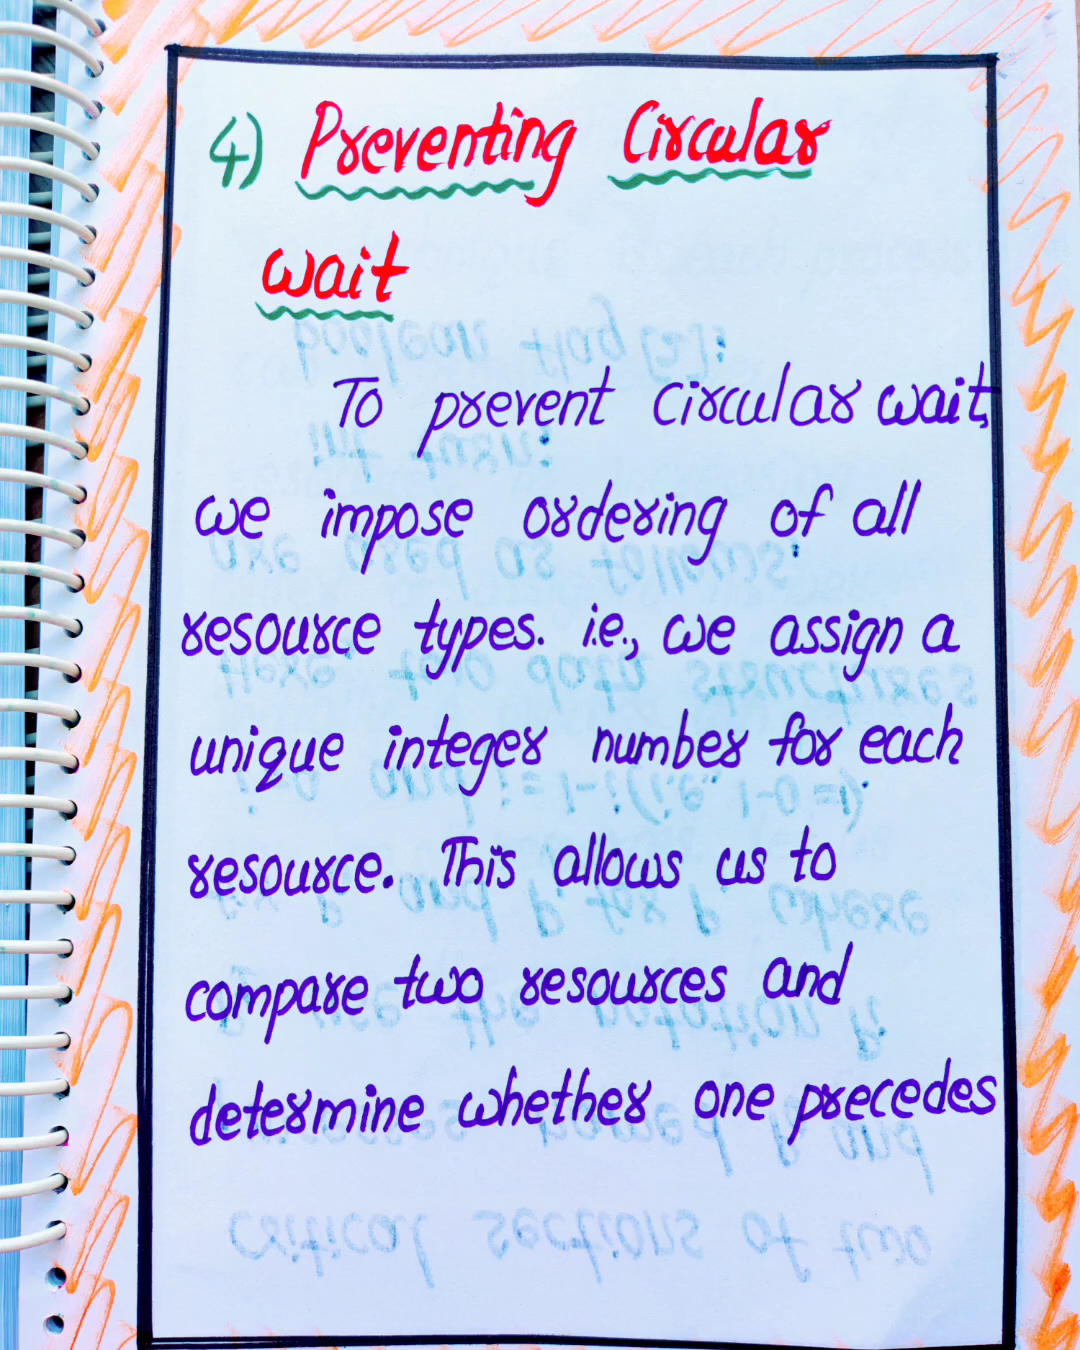 4) Preventing Circular
wait
To prevent circular wait,
we impose ordering of all
resource types. i.e., we assign a
unique integer number for each
resource. This allows us to
compare two resources and
determine whether one precedes